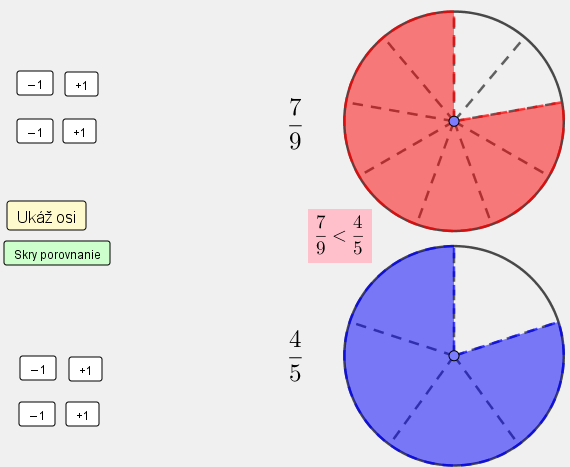 −1 +1
7/9
−1 +1
Ukáž osi
7/9 < 4/5
Skry porovnanie
4/5
−1 +1
−1 +1